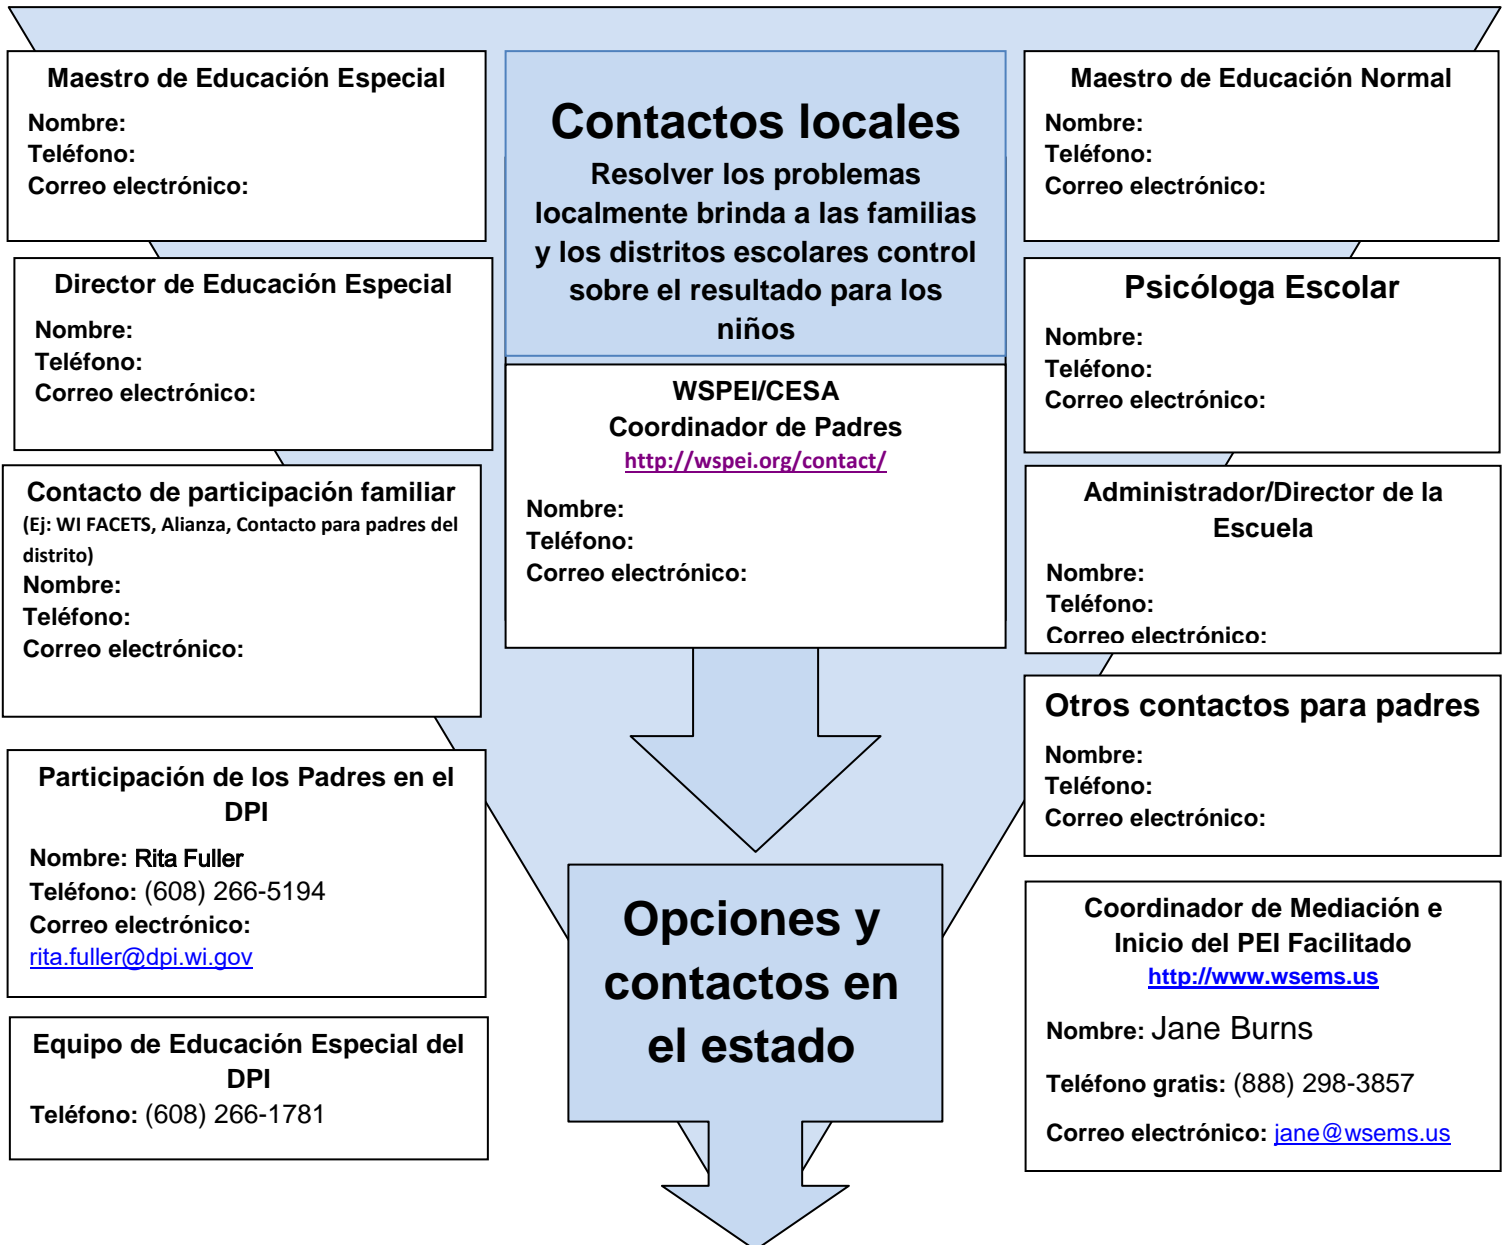 Maestro de Educación Especial
Nombre:
Teléfono:
Correo electrónico:
Contactos locales
Resolver los problemas
localmente brinda a las familias
y los distritos escolares control
sobre el resultado para los
niños
Maestro de Educación Normal
Nombre:
Teléfono:
Correo electrónico:
Director de Educación Especial
Nombre:
Teléfono:
Correo electrónico:
Psicóloga Escolar
Nombre:
Teléfono:
Correo electrónico:
WSPEI/CESA
Coordinador de Padres
http://wspei.org/contact/
Nombre:
Teléfono:
Correo electrónico:
Contacto de participación familiar
(Ej: WI FACETS, Alianza, Contacto para padres del
distrito)
Nombre:
Teléfono:
Correo electrónico:
Administrador/Director de la
Escuela
Nombre:
Teléfono:
Correo electrónico:
Otros contactos para padres
Nombre:
Teléfono:
Correo electrónico:
Participación de los Padres en el
DPI
Nombre: Rita Fuller
Teléfono: (608) 266-5194
Correo electrónico:
rita.fuller@dpi.wi.gov
Opciones y
contactos en
el estado
Coordinador de Mediación e
Inicio del PEI Facilitado
http://www.wsems.us
Nombre: Jane Burns
Teléfono gratis: (888) 298-3857
Correo electrónico: jane@wsems.us
Equipo de Educación Especial del
DPI
Teléfono: (608) 266-1781